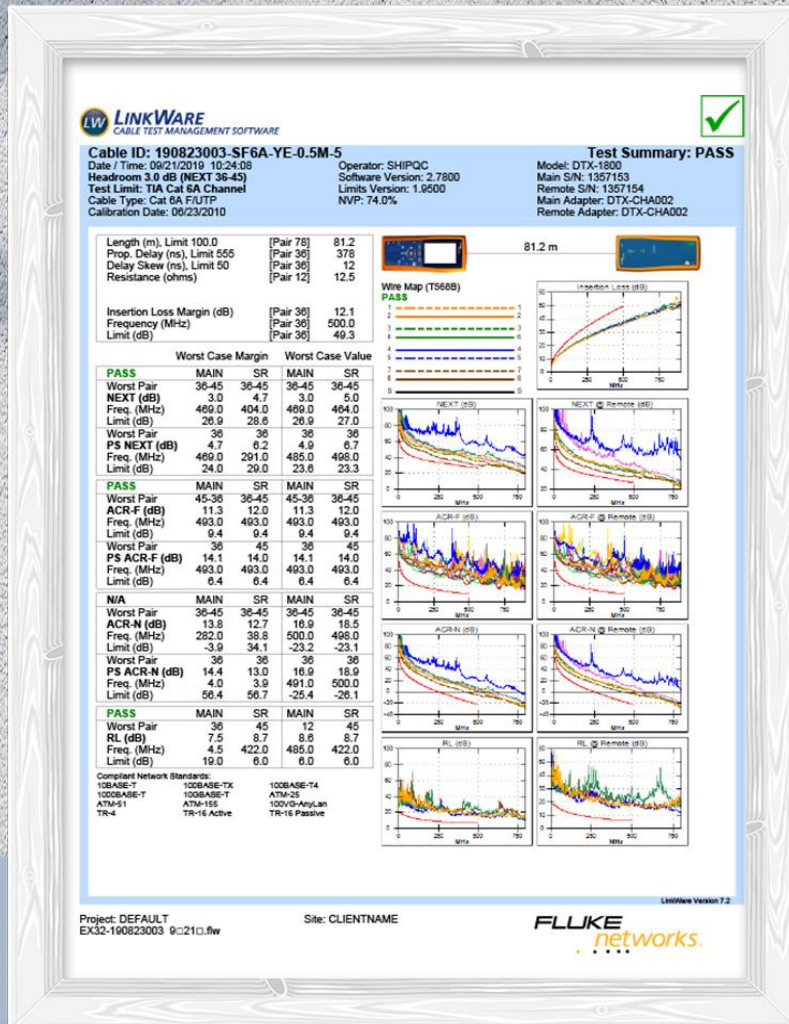 LW LINKWARE
CABLE TEST MANAGEMENT SOFTWARE
Cable ID: 190823003-SF6A-YE-0.5M-5
Test Summary: PASS
Date / Time: 09/21/2019 10:24:08
Headroom 3.0 dB (NEXT 36-45)
Test Limit: TIA Cat 6A Channel
Cable Type: Cat 6A F/UTP
Calibration Date: 06/23/2010
Operator: SHIPQC
Software Version: 2.7800
Limits Version: 1.9500
NVP: 74.0%
Model: DTX-1800
Main S/N: 1357153
Remote S/N: 1357154
Main Adapter: DTX-CHA002
Remote Adapter: DTX-CHA002
Length (m), Limit 100.0 [Pair 78] 81.2
Prop. Delay (ns), Limit 555 [Pair 36] 378
Delay Skew (ns), Limit 50 [Pair 36] 12
Resistance (ohms) [Pair 12] 12.5
Insertion Loss Margin (dB) [Pair 36] 12.1
Frequency (MHz) [Pair 36] 500.0
Limit (dB) [Pair 36] 49.3
Worst Case Margin Worst Case Value
PASS MAIN SR MAIN SR
Worst Pair 36-45 36-45 36-45 36-45
NEXT (dB) 3.0 4.7 3.0 5.0
Freq. (MHz) 469.0 404.0 469.0 464.0
Limit (dB) 26.9 28.6 26.9 27.0
Worst Pair 36 36 36 36
PS NEXT (dB) 4.7 6.2 4.9 6.7
Freq. (MHz) 469.0 291.0 485.0 498.0
Limit (dB) 24.0 29.0 23.6 23.3
PASS MAIN SR MAIN SR
Worst Pair 45-36 36-45 45-36 36-45
ACR-F (dB) 11.3 12.0 11.3 12.0
Freq. (MHz) 493.0 493.0 493.0 493.0
Limit (dB) 9.4 9.4 9.4 9.4
Worst Pair 36 45 36 45
PS ACR-F (dB) 14.1 14.0 14.1 14.0
Freq. (MHz) 493.0 493.0 493.0 493.0
Limit (dB) 6.4 6.4 6.4 6.4
N/A MAIN SR MAIN SR
Worst Pair 36-45 36-45 36-45 36-45
ACR-N (dB) 13.8 12.7 16.9 18.5
Freq. (MHz) 282.0 38.8 500.0 498.0
Limit (dB) -3.9 34.1 -23.2 -23.1
Worst Pair 36 36 36 36
PS ACR-N (dB) 14.4 13.0 16.9 18.9
Freq. (MHz) 4.0 3.9 491.0 500.0
Limit (dB) 56.4 56.7 -25.4 -26.1
PASS MAIN SR MAIN SR
Worst Pair 36 45 12 45
RL (dB) 7.5 8.7 8.6 8.7
Freq. (MHz) 4.5 422.0 485.0 422.0
Limit (dB) 19.0 6.0 6.0 6.0
Compliant Network Standards:
10BASE-T 100BASE-TX 100BASE-T4
1000BASE-T 10GBASE-T ATM-25
ATM-51 ATM-155 100VG-AnyLan
TR-4 TR-16 Active TR-16 Passive
81.2 m
Wire Map (T568B)
PASS
Insertion Loss (dB)
NEXT (dB)
NEXT @ Remote (dB)
ACR-F (dB)
ACR-F @ Remote (dB)
ACR-N (dB)
ACR-N @ Remote (dB)
RL (dB)
RL @ Remote (dB)
LinkWare Version 7.2
Project: DEFAULT
Site: CLIENTNAME
EX32-190823003 9□21□.flw
FLUKE
networks.